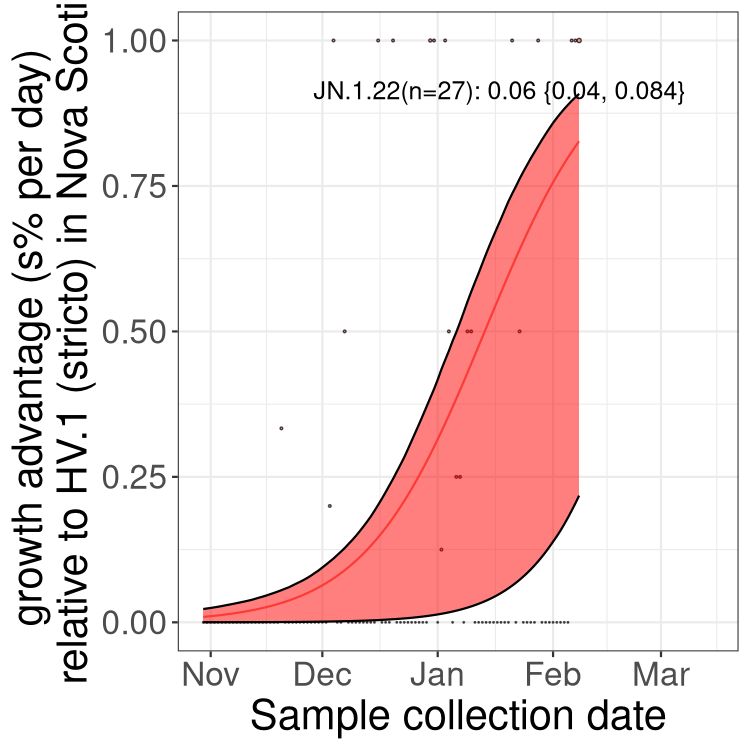 growth advantage (s% per day)
relative to HV.1 (stricto) in Nova Scoti
1.00
0.75
0.50
0.25
0.00
JN.1.22(n=27): 0.06 {0.04, 0.084}
Nov Dec Jan Feb Mar
Sample collection date